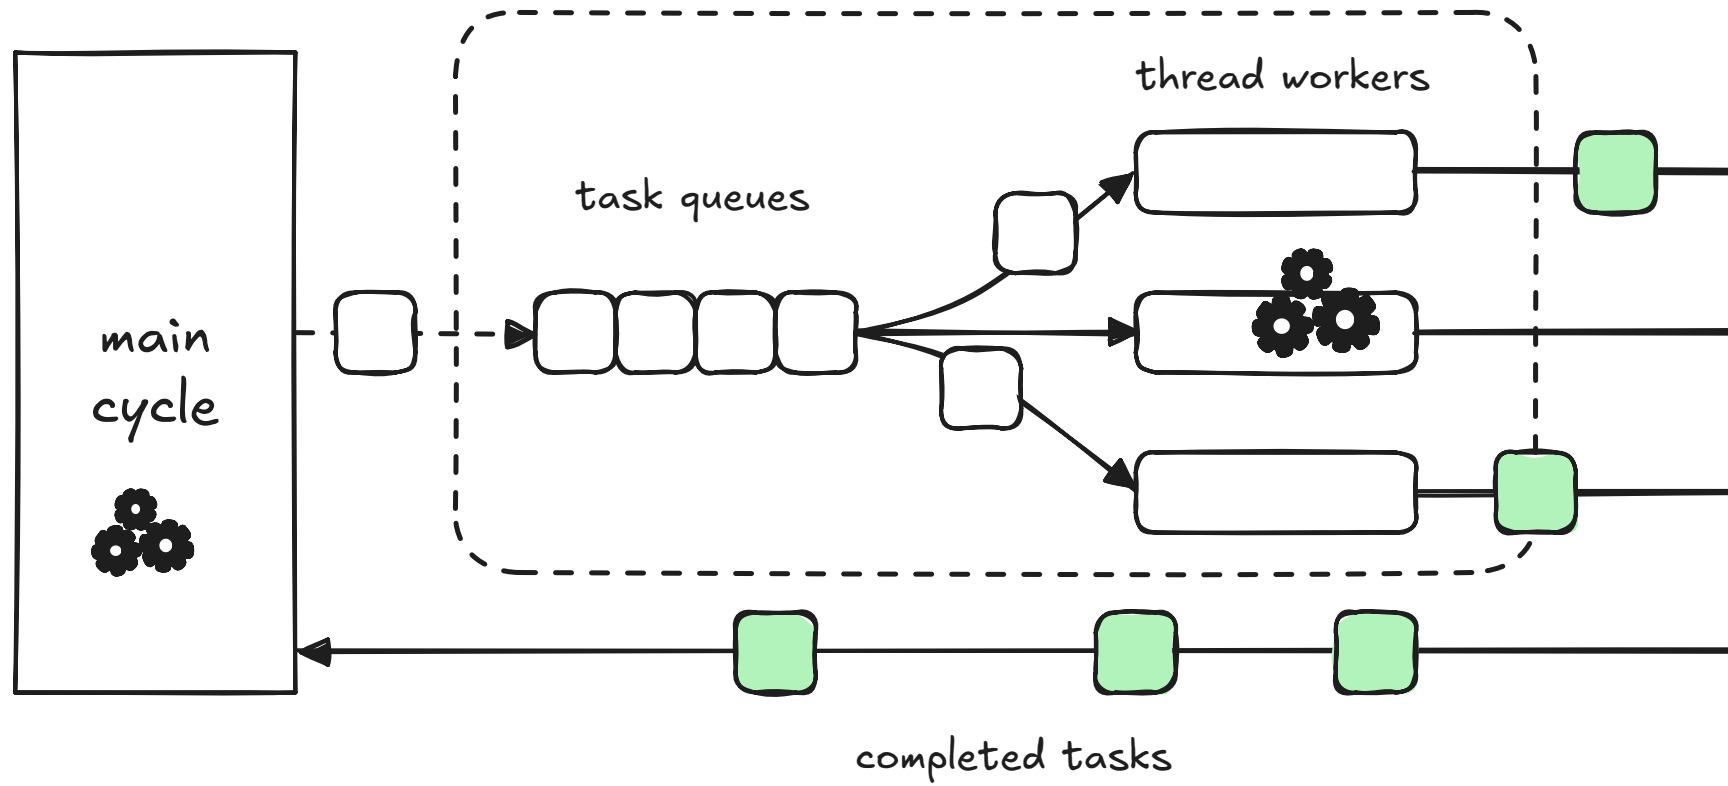 thread workers
task queues
main
cycle
completed tasks